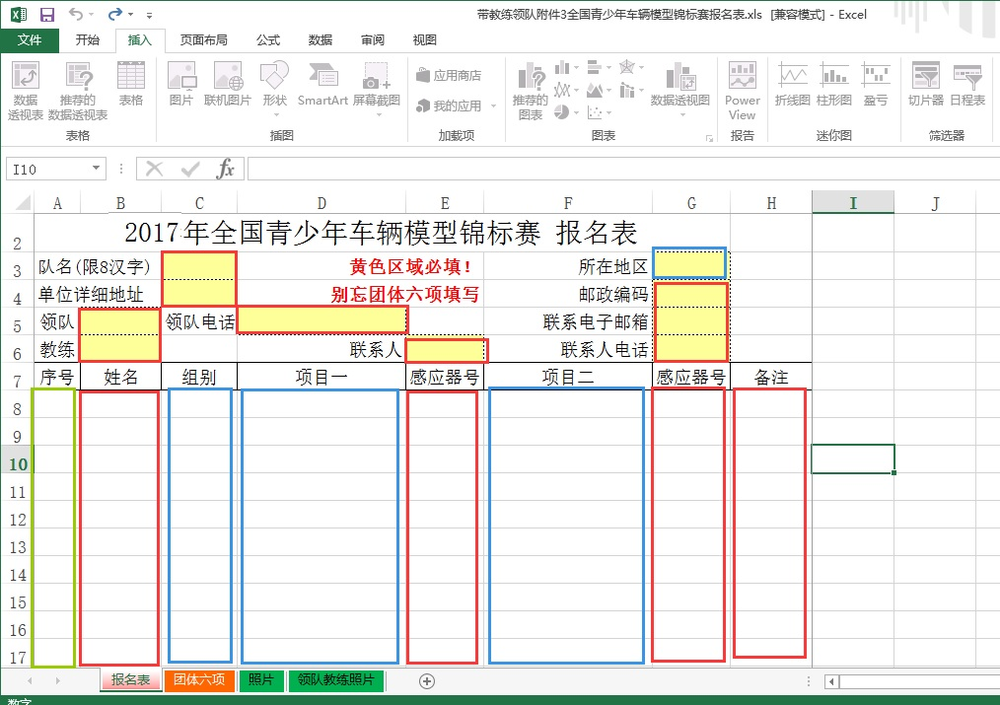 带教练领队附件3全国青少年车辆模型锦标赛报名表.xls [兼容模式] - Excel
文件 开始 插入 页面布局 公式 数据 审阅 视图
数据 推荐的 表格 图片 联机图片 形状 SmartArt 屏幕截图 应用商店 推荐的 数据透视图 Power 折线图 柱形图 盈亏 切片器 日程表
透视表 数据透视表 我的应用 图表 View
表格 插图 加载项 图表 报告 迷你图 筛选器
I10 fx
A B C D E F G H I J
2 2017年全国青少年车辆模型锦标赛 报名表
3 队名(限8汉字) 黄色区域必填！ 所在地区
4 单位详细地址 别忘团体六项填写 邮政编码
5 领队 领队电话 联系电子邮箱
6 教练 联系人 联系人电话
7 序号 姓名 组别 项目一 感应器号 项目二 感应器号 备注
8
9
10
11
12
13
14
15
16
17
报名表 团体六项 照片 领队教练照片
数字